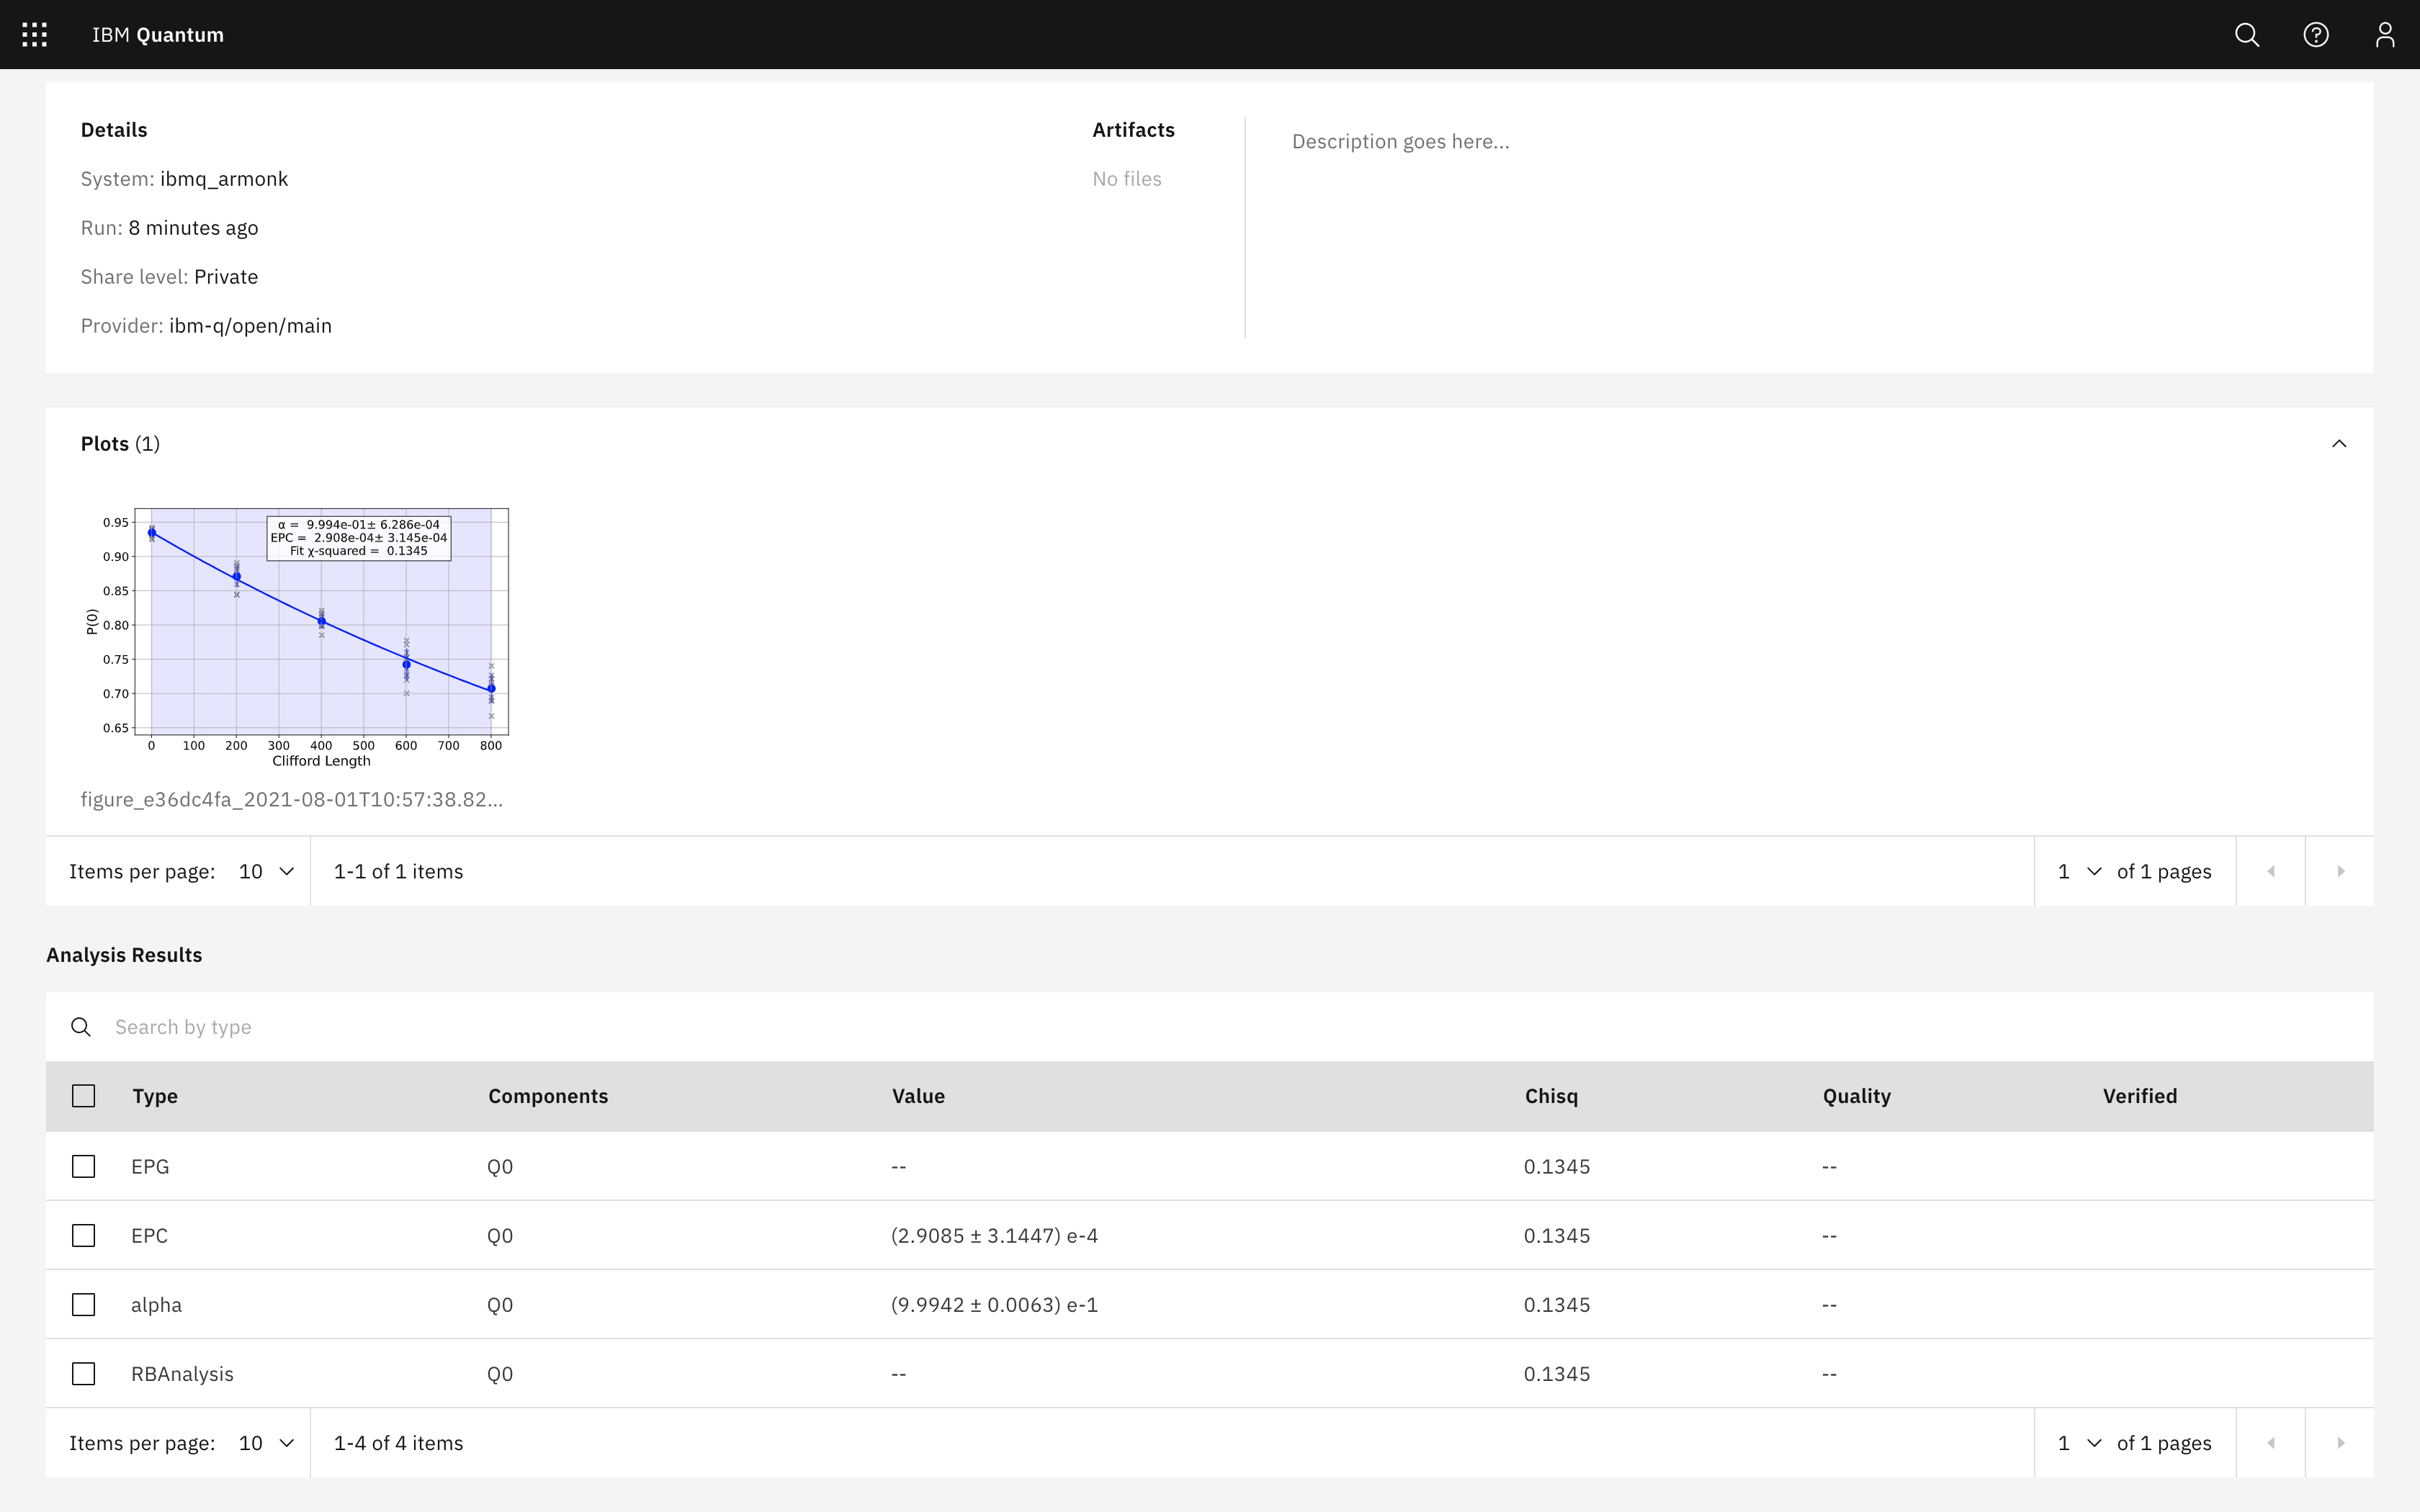 IBM Quantum
Details
System: ibmq_armonk
Run: 8 minutes ago
Share level: Private
Provider: ibm-q/open/main
Artifacts
No files
Description goes here...
Plots (1)
α = 9.994e-01± 6.286e-04
EPC = 2.908e-04± 3.145e-04
Fit χ-squared = 0.1345
0.95
0.90
0.85
0.80
0.75
0.70
0.65
P(0)
0 100 200 300 400 500 600 700 800
Clifford Length
figure_e36dc4fa_2021-08-01T10:57:38.82...
Items per page: 10 1-1 of 1 items 1 of 1 pages
Analysis Results
Search by type
Type Components Value Chisq Quality Verified
EPG Q0 -- 0.1345 --
EPC Q0 (2.9085 ± 3.1447) e-4 0.1345 --
alpha Q0 (9.9942 ± 0.0063) e-1 0.1345 --
RBAnalysis Q0 -- 0.1345 --
Items per page: 10 1-4 of 4 items 1 of 1 pages